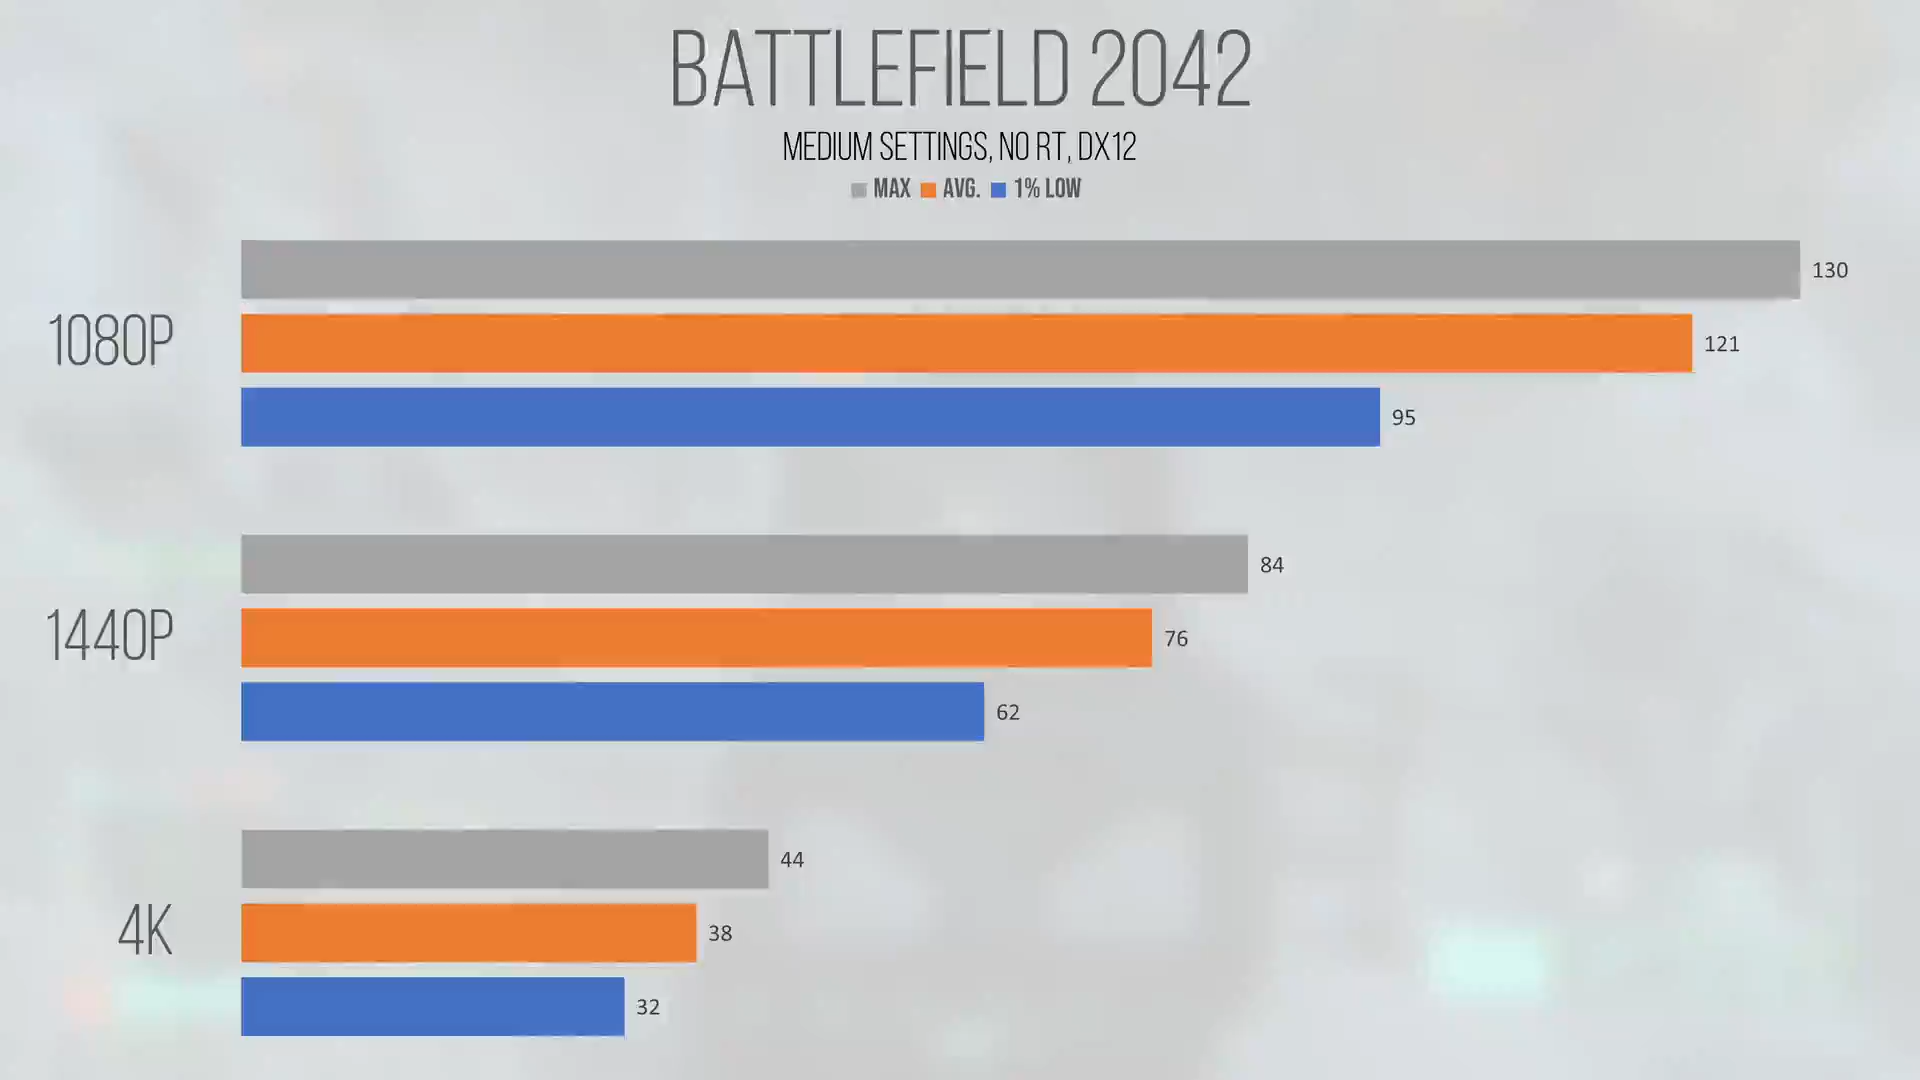 BATTLEFIELD 2042
MEDIUM SETTINGS, NO RT, DX12
MAX AVG. 1% LOW
130
1080P
121
95
84
1440P
76
62
44
4K
38
32